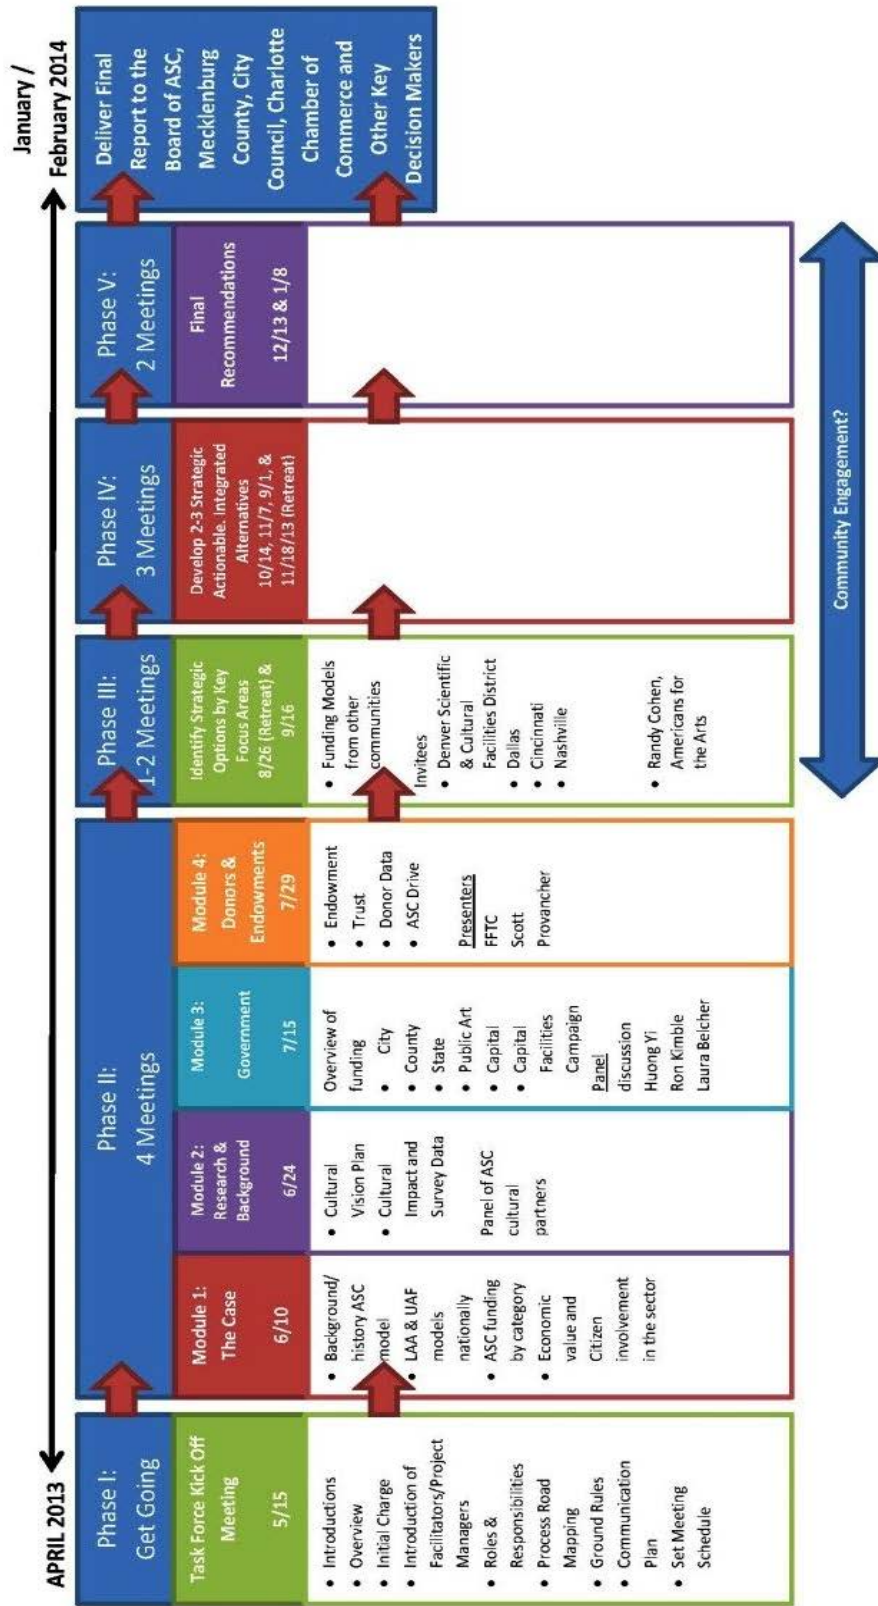 APRIL 2013
January /
February 2014
Phase I:
Get Going
Task Force Kick Off
Meeting
5/15
• Introductions
• Overview
• Initial Charge
• Introduction of
Facilitators/Project
Managers
• Roles &
Responsibilities
• Process Road
Mapping
• Ground Rules
• Communication
Plan
• Set Meeting
Schedule
Phase II:
4 Meetings
Module 1:
The Case
6/10
• Background/
history ASC
model
• LAA & UAF
models
nationally
• ASC funding
by category
• Economic
value and
Citizen
involvement
in the sector
Module 2:
Research &
Background
6/24
• Cultural
Vision Plan
• Cultural
Impact and
Survey Data
Panel of ASC
cultural
partners
Module 3:
Government
7/15
Overview of
funding
• City
• County
• State
• Public Art
• Capital
• Capital
Facilities
Campaign
Panel
discussion
Huong Yi
Ron Kimble
Laura Belcher
Module 4:
Donors &
Endowments
7/29
• Endowment
• Trust
• Donor Data
• ASC Drive
Presenters
FFTC
Scott
Provancher
Phase III:
1-2 Meetings
Identify Strategic
Options by Key
Focus Areas
8/26 (Retreat) &
9/16
• Funding Models
from other
communities
Invitees
• Denver Scientific
& Cultural
Facilities District
• Dallas
• Cincinnati
• Nashville
• Randy Cohen,
Americans for
the Arts
Phase IV:
3 Meetings
Develop 2-3 Strategic
Actionable. Integrated
Alternatives
10/14, 11/7, 9/1, &
11/18/13 (Retreat)
Phase V:
2 Meetings
Final
Recommendations
12/13 & 1/8
Deliver Final
Report to the
Board of ASC,
Mecklenburg
County, City
Council, Charlotte
Chamber of
Commerce and
Other Key
Decision Makers
Community Engagement?